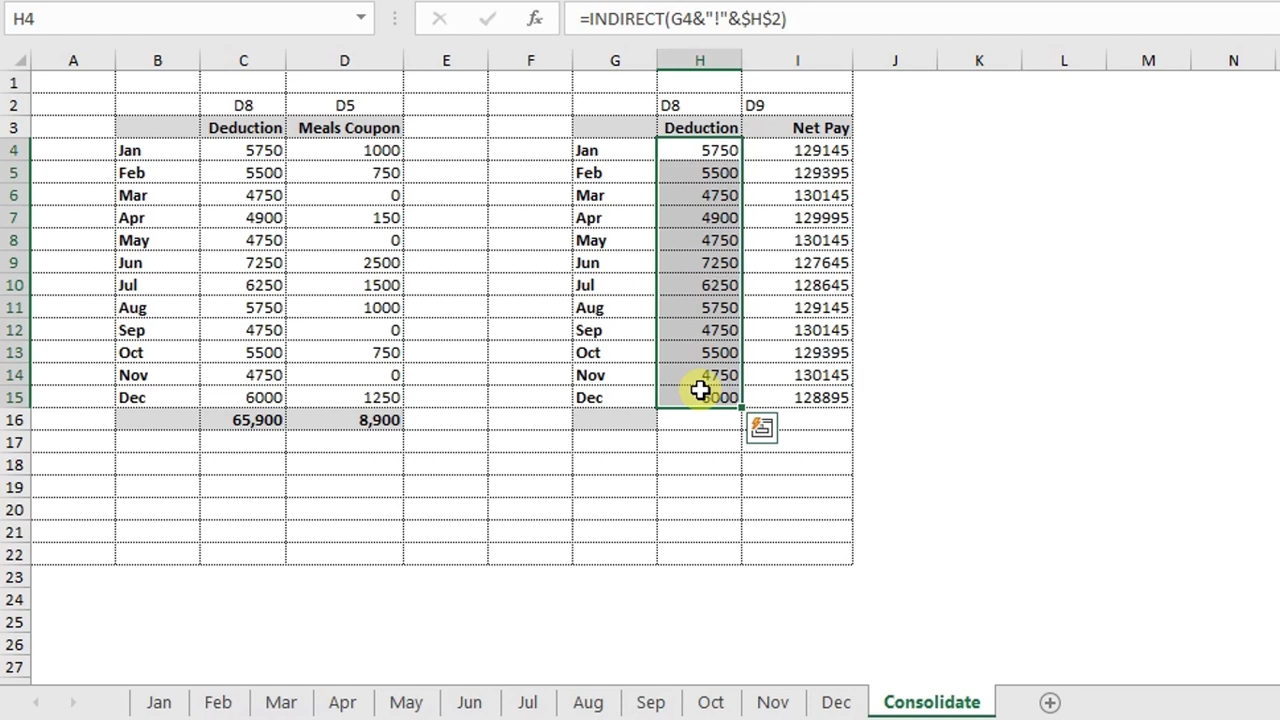 H4 fx =INDIRECT(G4&"!"&$H$2)
A B C D E F G H I J K L M N
1
2 D8 D5 D8 D9
3 Deduction Meals Coupon Deduction Net Pay
4 Jan 5750 1000 Jan 5750 129145
5 Feb 5500 750 Feb 5500 129395
6 Mar 4750 0 Mar 4750 130145
7 Apr 4900 150 Apr 4900 129995
8 May 4750 0 May 4750 130145
9 Jun 7250 2500 Jun 7250 127645
10 Jul 6250 1500 Jul 6250 128645
11 Aug 5750 1000 Aug 5750 129145
12 Sep 4750 0 Sep 4750 130145
13 Oct 5500 750 Oct 5500 129395
14 Nov 4750 0 Nov 4750 130145
15 Dec 6000 1250 Dec 6000 128895
16 65,900 8,900
17
18
19
20
21
22
23
24
25
26
27
Jan Feb Mar Apr May Jun Jul Aug Sep Oct Nov Dec Consolidate